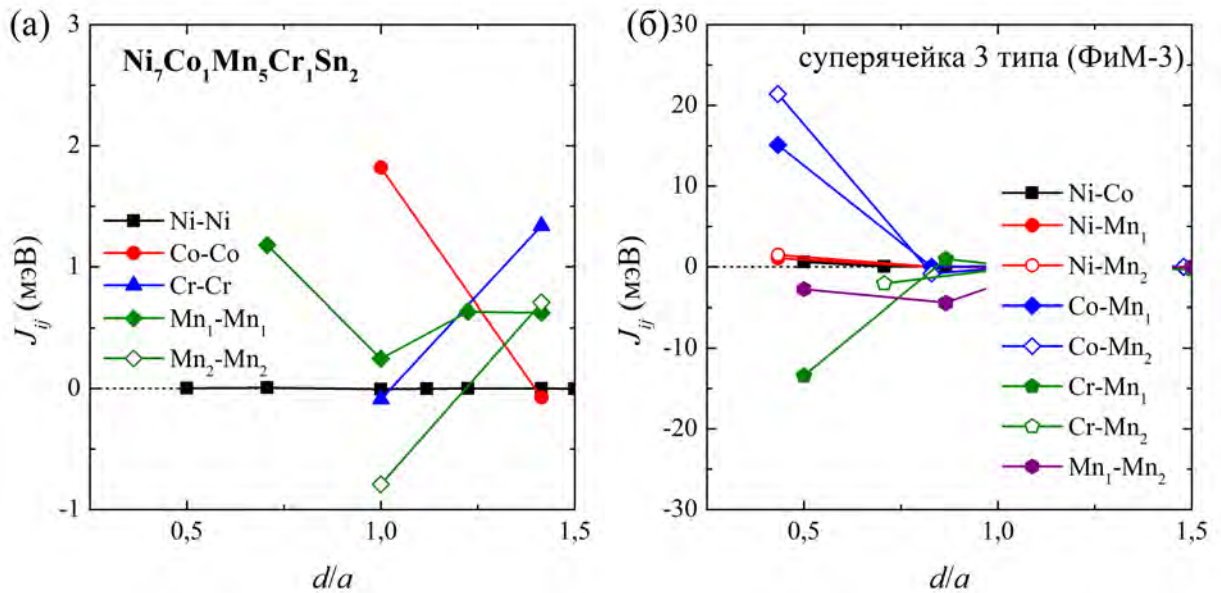 (а)
Ni₇Co₁Mn₅Cr₁Sn₂
3
2
1
0
-1
J_ij (мэВ)
Ni-Ni
Co-Co
Cr-Cr
Mn₁-Mn₁
Mn₂-Mn₂
0,5
1,0
1,5
d/a
(б)
суперячейка 3 типа (ФиМ-3)
30
20
10
0
-10
-20
-30
J_ij (мэВ)
Ni-Co
Ni-Mn₁
Ni-Mn₂
Co-Mn₁
Co-Mn₂
Cr-Mn₁
Cr-Mn₂
Mn₁-Mn₂
0,5
1,0
1,5
d/a